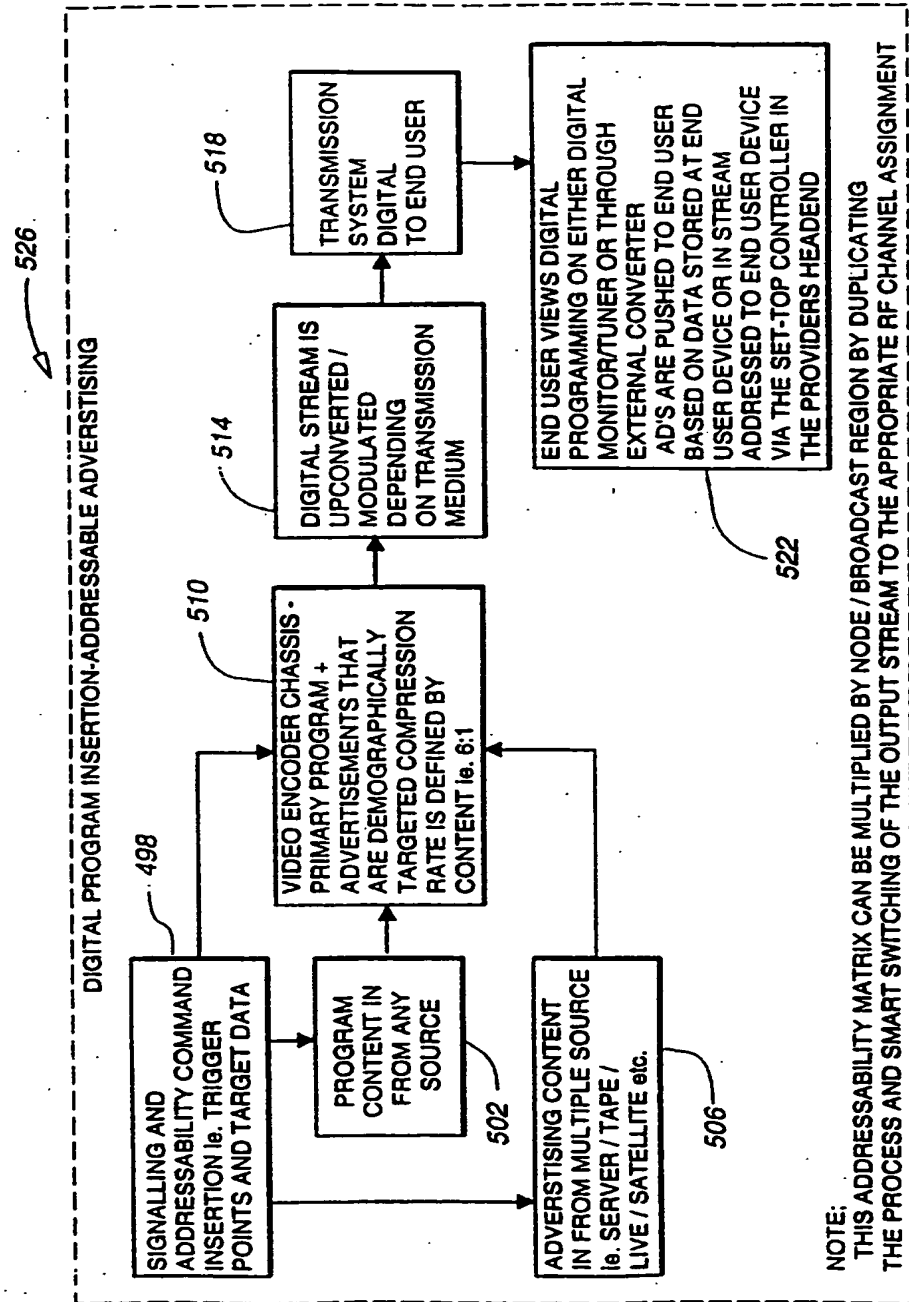 526
DIGITAL PROGRAM INSERTION-ADDRESSABLE ADVERSTISING
498
SIGNALLING AND
ADDRESSABILITY COMMAND
INSERTION ie. TRIGGER
POINTS AND TARGET DATA
PROGRAM
CONTENT IN
FROM ANY
SOURCE
502
ADVERSTISING CONTENT
IN FROM MULTIPLE SOURCE
ie. SERVER / TAPE /
LIVE / SATELLITE etc.
506
510
VIDEO ENCODER CHASSIS -
PRIMARY PROGRAM +
ADVERTISEMENTS THAT
ARE DEMOGRAPHICALLY
TARGETED COMPRESSION
RATE IS DEFINED BY
CONTENT ie. 6:1
514
DIGITAL STREAM IS
UPCONVERTED /
MODULATED
DEPENDING
ON TRANSMISSION
MEDIUM
518
TRANSMISSION
SYSTEM
DIGITAL
TO END USER
END USER VIEWS DIGITAL
PROGRAMMING ON EITHER DIGITAL
MONITOR/TUNER OR THROUGH
EXTERNAL CONVERTER
AD'S ARE PUSHED TO END USER
BASED ON DATA STORED AT END
USER DEVICE OR IN STREAM
ADDRESSED TO END USER DEVICE
VIA THE SET-TOP CONTROLLER IN
THE PROVIDERS HEADEND
522
NOTE;
THIS ADDRESSABILITY MATRIX CAN BE MULTIPLIED BY NODE / BROADCAST REGION BY DUPLICATING
THE PROCESS AND SMART SWITCHING OF THE OUTPUT STREAM TO THE APPROPRIATE RF CHANNEL ASSIGNMENT